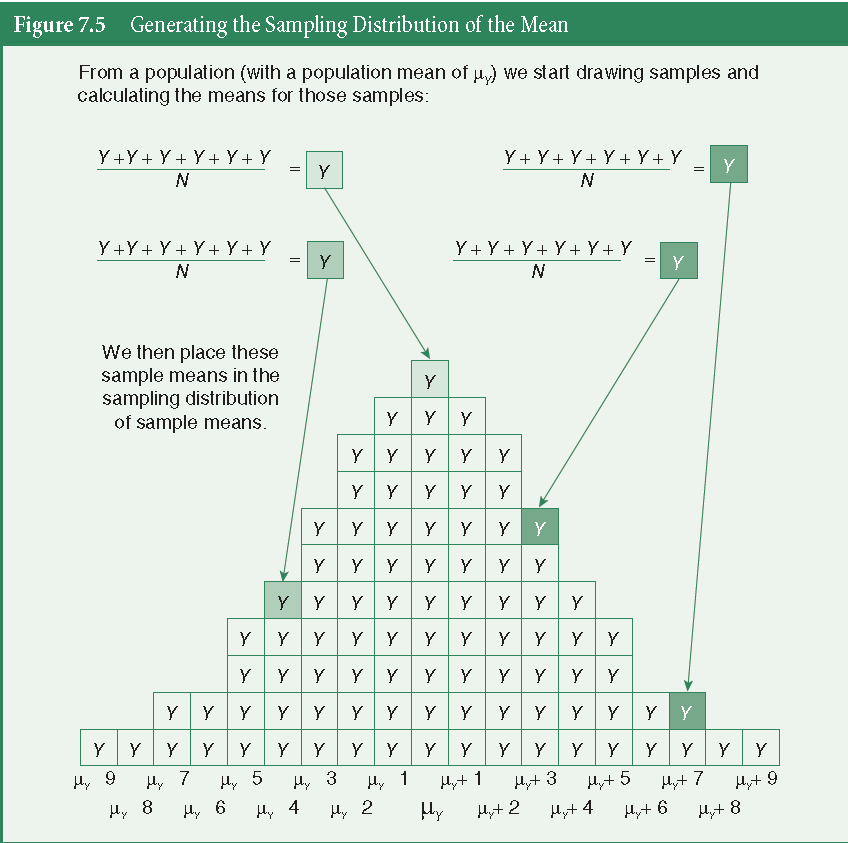 Figure 7.5 Generating the Sampling Distribution of the Mean
From a population (with a population mean of μY) we start drawing samples and
calculating the means for those samples:
Y +Y + Y + Y + Y + Y
N
= Y
Y + Y + Y + Y + Y + Y
N
= Y
Y +Y + Y + Y + Y + Y
N
= Y
Y + Y + Y + Y + Y + Y
N
= Y
We then place these
sample means in the
sampling distribution
of sample means.
Y
Y Y Y
Y Y Y Y Y
Y Y Y Y Y
Y Y Y Y Y Y Y
Y Y Y Y Y Y Y
Y Y Y Y Y Y Y Y Y
Y Y Y Y Y Y Y Y Y Y Y
Y Y Y Y Y Y Y Y Y Y Y
Y Y Y Y Y Y Y Y Y Y Y Y Y Y Y
Y Y Y Y Y Y Y Y Y Y Y Y Y Y Y Y Y Y Y
μY 9 μY 7 μY 5 μY 3 μY 1 μY+ 1 μY+ 3 μY+ 5 μY+ 7 μY+ 9
μY 8 μY 6 μY 4 μY 2 μY μY+ 2 μY+ 4 μY+ 6 μY+ 8